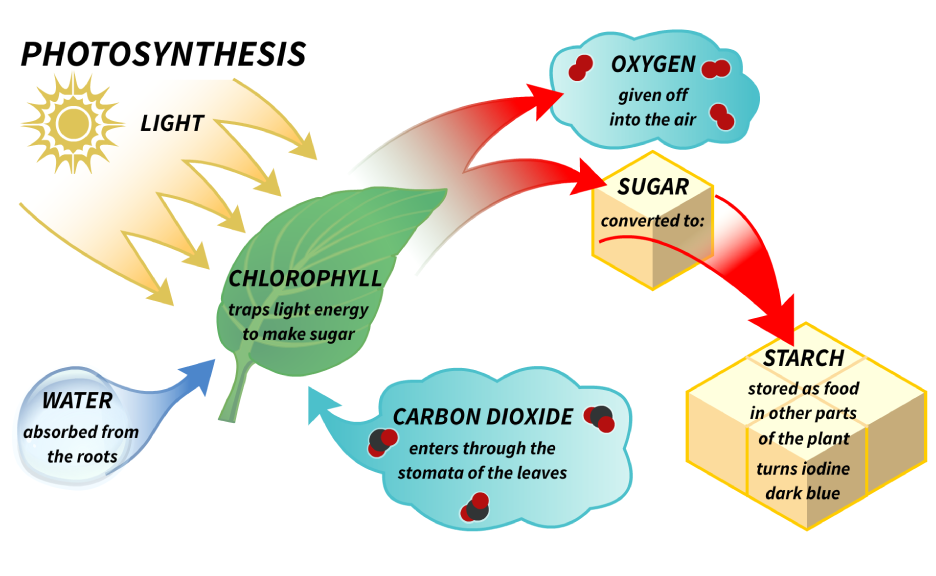 PHOTOSYNTHESIS
LIGHT
OXYGEN
given off
into the air
SUGAR
converted to:
CHLOROPHYLL
traps light energy
to make sugar
STARCH
stored as food
in other parts
of the plant
turns iodine
dark blue
WATER
absorbed from
the roots
CARBON DIOXIDE
enters through the
stomata of the leaves